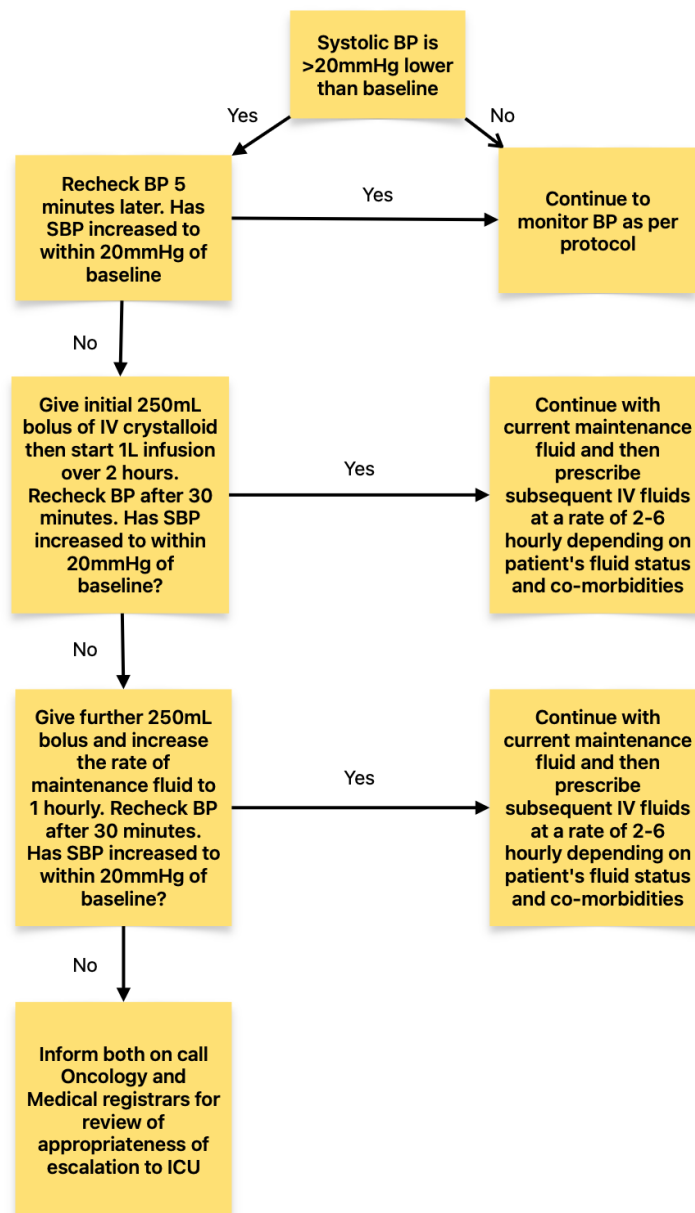 Systolic BP is
>20mmHg lower
than baseline
Yes
No
Recheck BP 5
minutes later. Has
SBP increased to
within 20mmHg of
baseline
Yes
Continue to
monitor BP as per
protocol
No
Give initial 250mL
bolus of IV crystalloid
then start 1L infusion
over 2 hours.
Recheck BP after 30
minutes. Has SBP
increased to within
20mmHg of
baseline?
Yes
Continue with
current maintenance
fluid and then
prescribe
subsequent IV fluids
at a rate of 2-6
hourly depending on
patient's fluid status
and co-morbidities
No
Give further 250mL
bolus and increase
the rate of
maintenance fluid to
1 hourly. Recheck BP
after 30 minutes.
Has SBP increased to
within 20mmHg of
baseline?
Yes
Continue with
current maintenance
fluid and then
prescribe
subsequent IV fluids
at a rate of 2-6
hourly depending on
patient's fluid status
and co-morbidities
No
Inform both on call
Oncology and
Medical registrars for
review of
appropriateness of
escalation to ICU